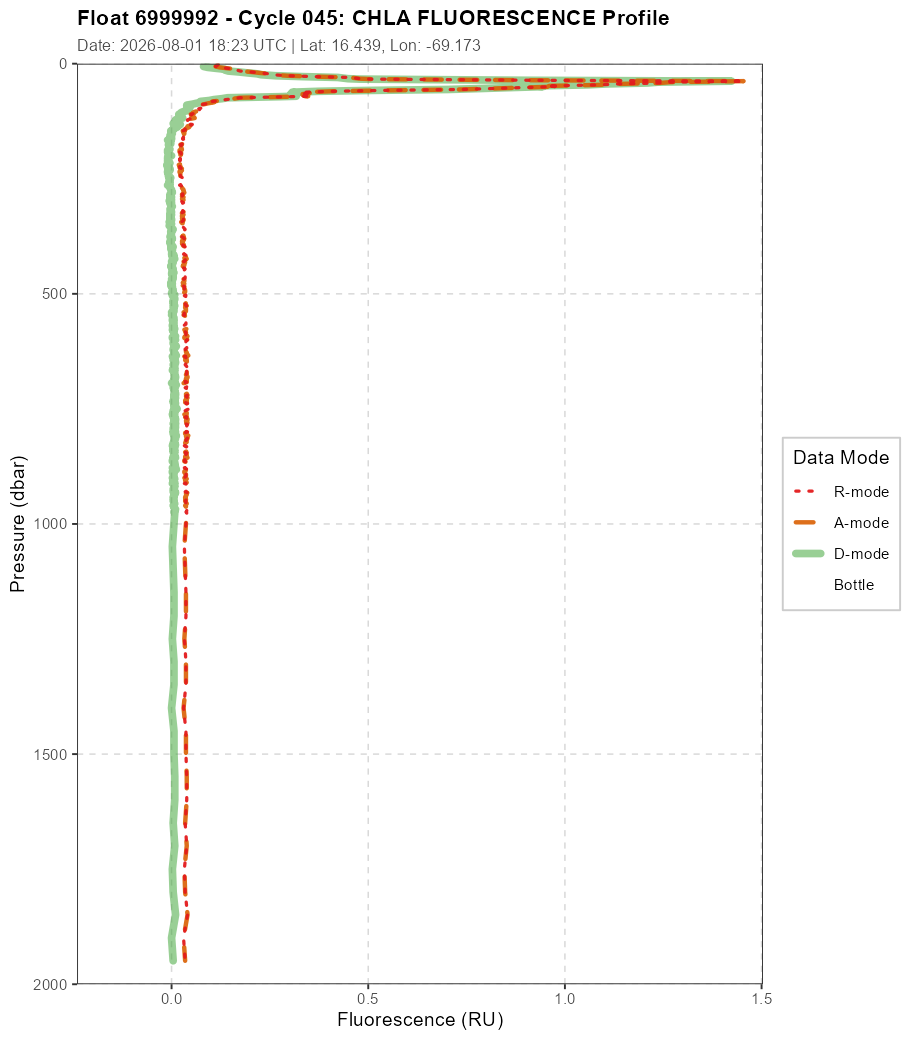 Float 6999992 - Cycle 045: CHLA FLUORESCENCE Profile
Date: 2026-08-01 18:23 UTC | Lat: 16.439, Lon: -69.173
0
500
1000
1500
2000
Pressure (dbar)
0.0 0.5 1.0 1.5
Fluorescence (RU)
Data Mode
R-mode
A-mode
D-mode
Bottle